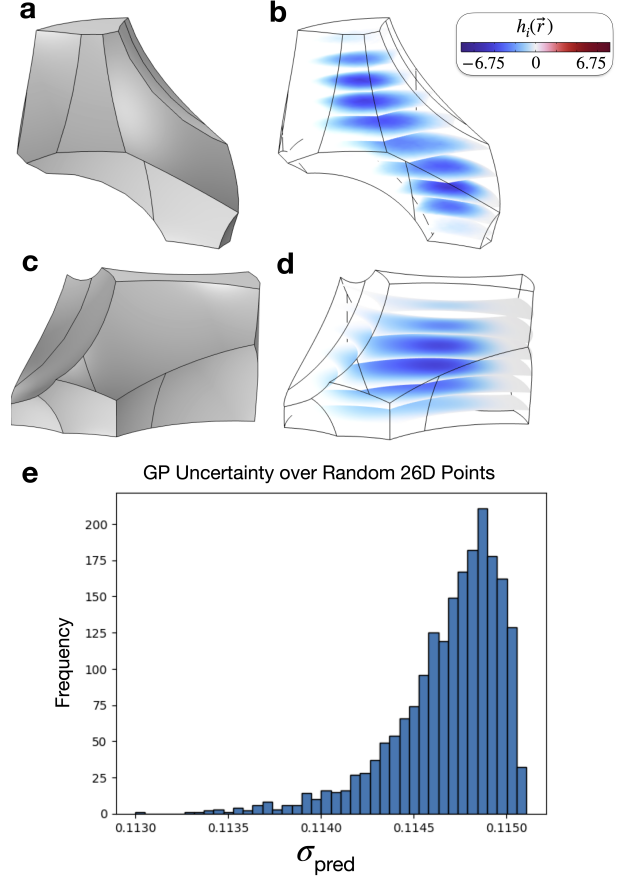 a
b
h_i(r⃗)
−6.75 0 6.75
c
d
e
GP Uncertainty over Random 26D Points
Frequency
200
175
150
125
100
75
50
25
0
0.1130 0.1135 0.1140 0.1145 0.1150
σ_pred